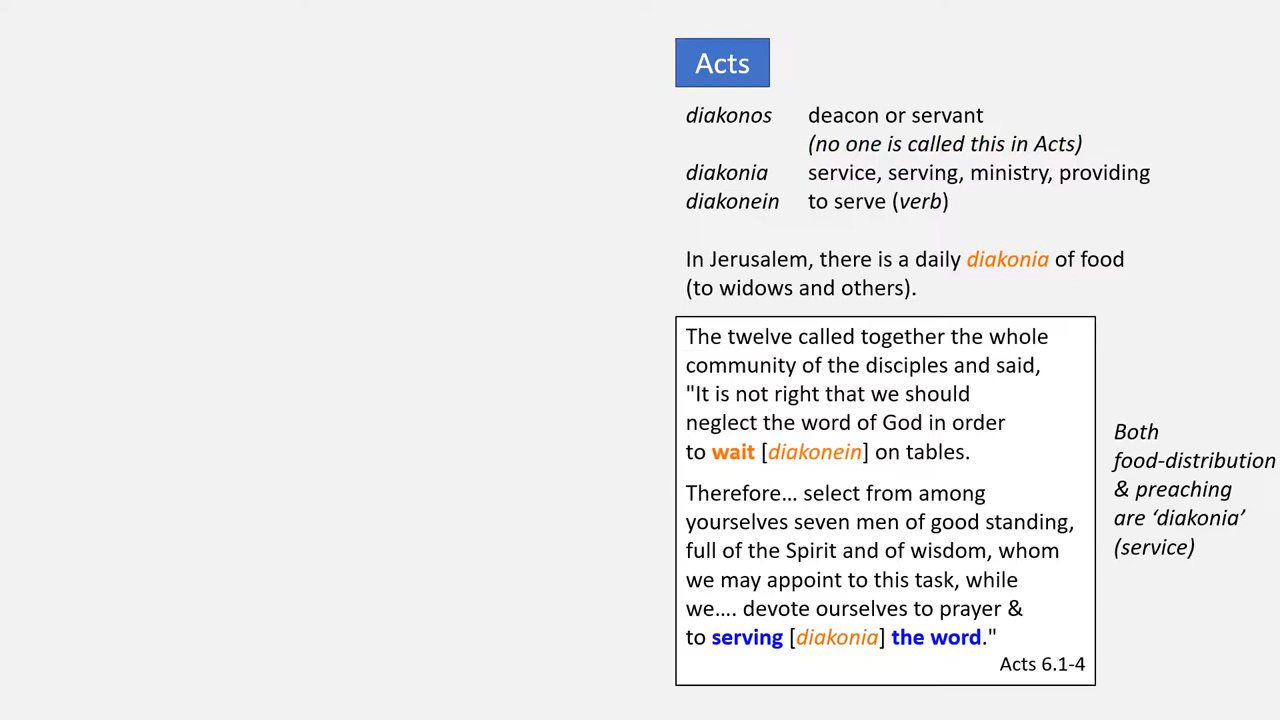 Acts
diakonos deacon or servant
(no one is called this in Acts)
diakonia service, serving, ministry, providing
diakonein to serve (verb)
In Jerusalem, there is a daily diakonia of food
(to widows and others).
The twelve called together the whole
community of the disciples and said,
"It is not right that we should
neglect the word of God in order
to wait [diakonein] on tables.
Therefore... select from among
yourselves seven men of good standing,
full of the Spirit and of wisdom, whom
we may appoint to this task, while
we.... devote ourselves to prayer &
to serving [diakonia] the word."
Acts 6.1-4
Both
food-distribution
& preaching
are ‘diakonia’
(service)